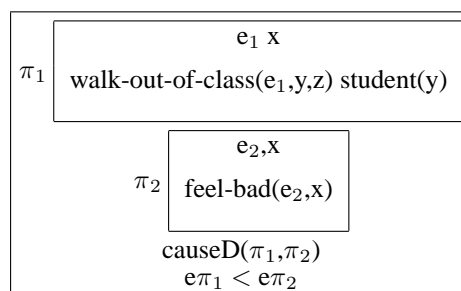 e₁ x
π₁
walk-out-of-class(e₁,y,z) student(y)
e₂,x
π₂
feel-bad(e₂,x)
causeD(π₁,π₂)
eπ₁ < eπ₂